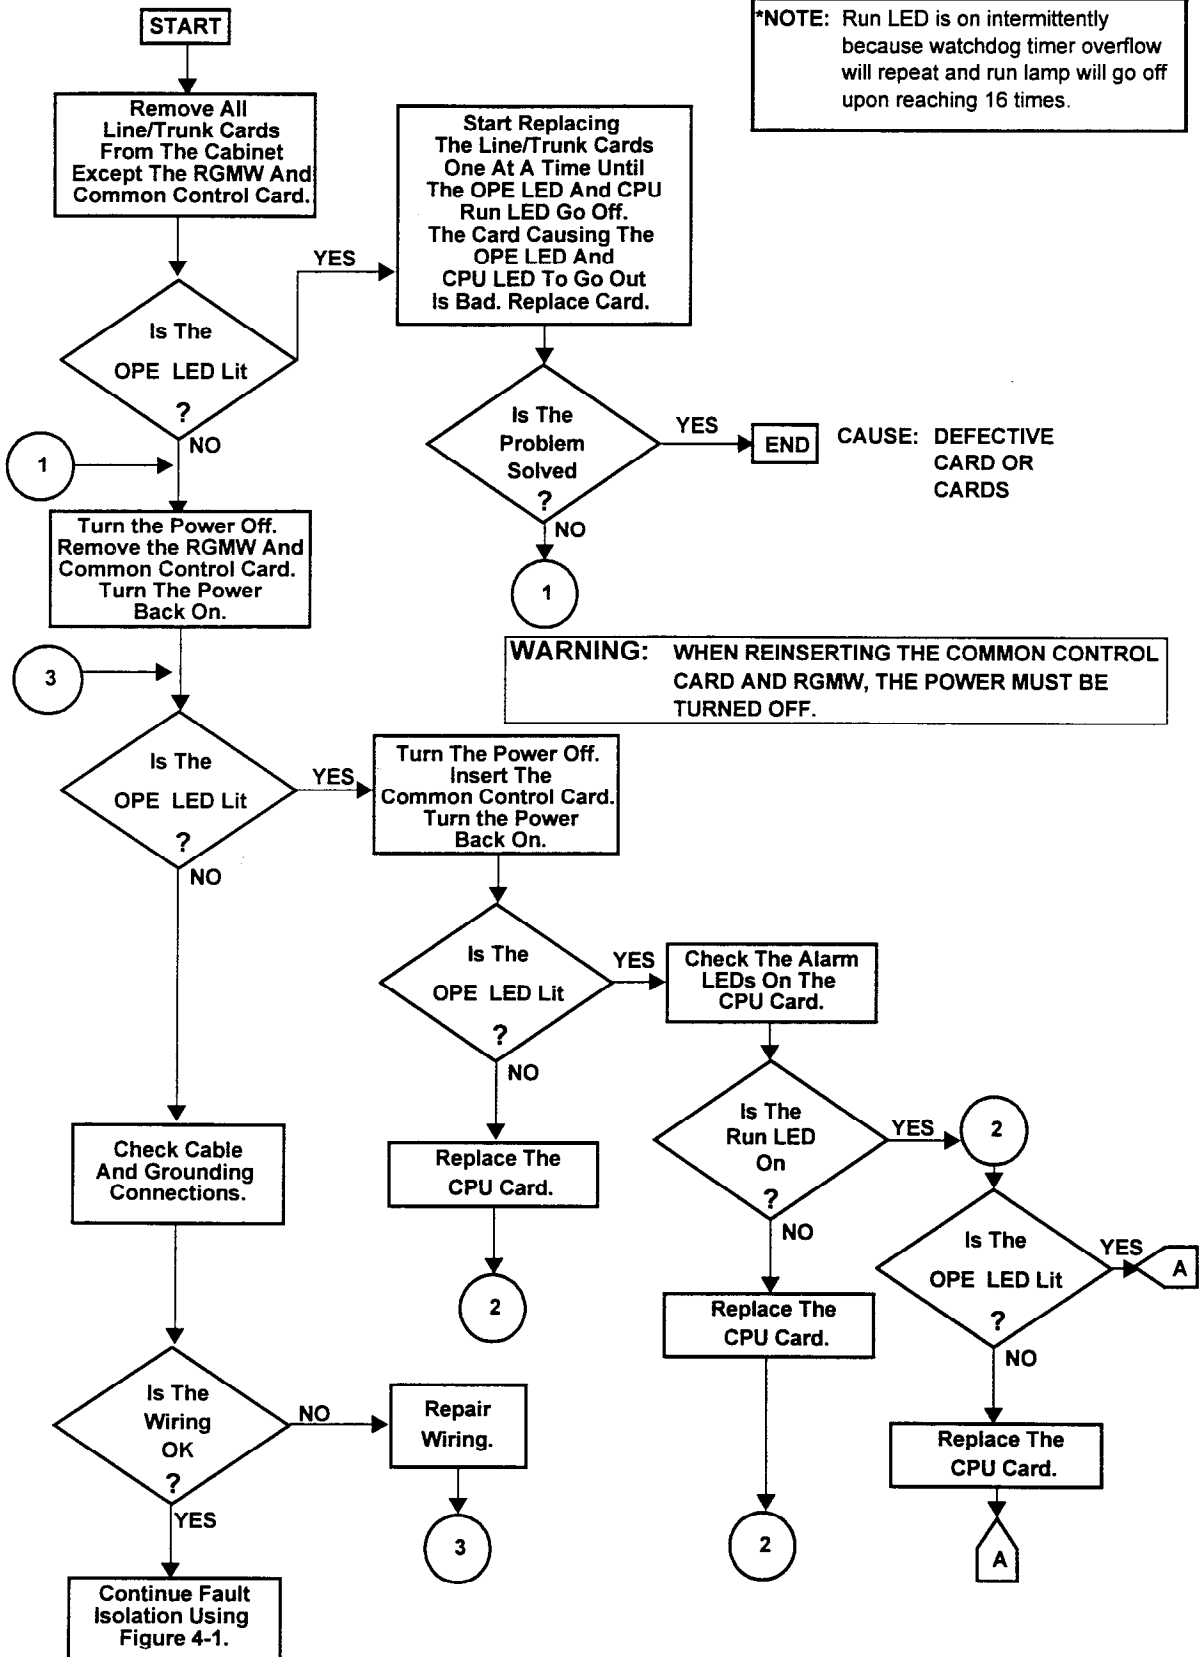 START
*NOTE: Run LED is on intermittently
because watchdog timer overflow
will repeat and run lamp will go off
upon reaching 16 times.
Remove All
Line/Trunk Cards
From The Cabinet
Except The RGMW And
Common Control Card.
Start Replacing
The Line/Trunk Cards
One At A Time Until
The OPE LED And CPU
Run LED Go Off.
The Card Causing The
OPE LED And
CPU LED To Go Out
Is Bad. Replace Card.
YES
Is The
OPE LED Lit
?
NO
1
Is The
Problem
Solved
?
YES
END
CAUSE: DEFECTIVE
CARD OR
CARDS
NO
1
Turn the Power Off.
Remove the RGMW And
Common Control Card.
Turn The Power
Back On.
3
WARNING: WHEN REINSERTING THE COMMON CONTROL
CARD AND RGMW, THE POWER MUST BE
TURNED OFF.
Is The
OPE LED Lit
?
YES
NO
Turn The Power Off.
Insert The
Common Control Card.
Turn the Power
Back On.
Is The
OPE LED Lit
?
YES
NO
Check The Alarm
LEDs On The
CPU Card.
Is The
Run LED
On
?
YES
2
NO
Check Cable
And Grounding
Connections.
Replace The
CPU Card.
2
Is The
OPE LED Lit
?
YES
A
NO
Replace The
CPU Card.
2
Replace The
CPU Card.
A
Is The
Wiring
OK
?
NO
Repair
Wiring.
3
YES
Continue Fault
Isolation Using
Figure 4-1.